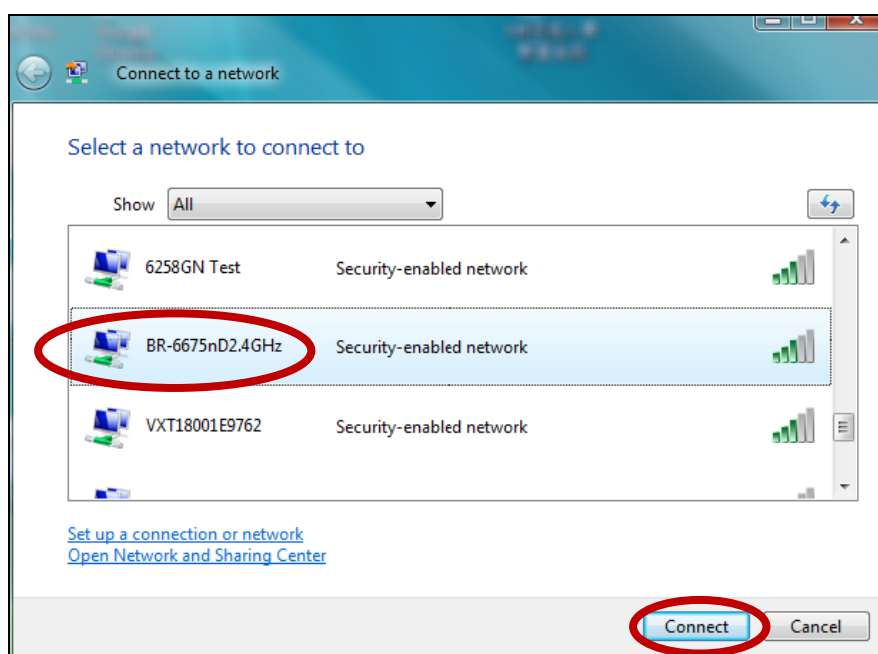 Connect to a network
Select a network to connect to
Show All
6258GN Test Security-enabled network
BR-6675nD2.4GHz Security-enabled network
VXT18001E9762 Security-enabled network
Set up a connection or network
Open Network and Sharing Center
Connect Cancel